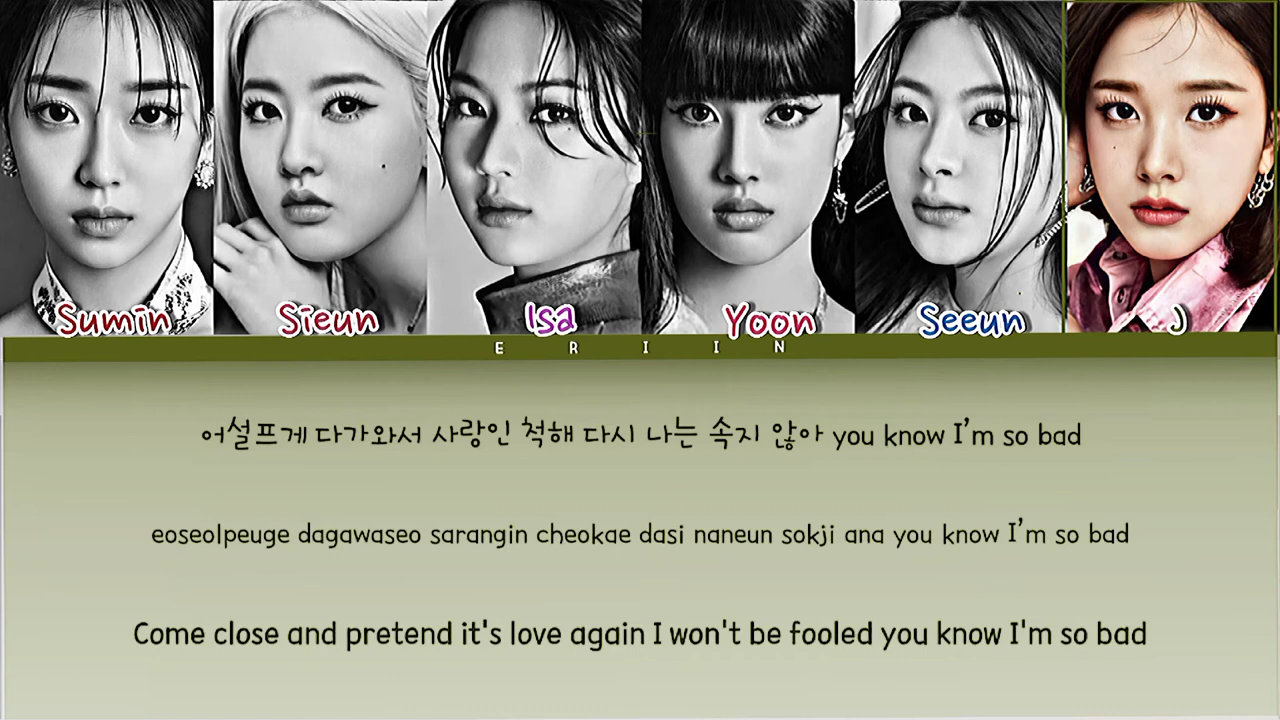 Sumin Sieun Isa Yoon Seeun J
ERIIN
어설프게 다가와서 사랑인 척해 다시 나는 속지 않아 you know I’m so bad
eoseolpeuge dagawaseo sarangin cheokae dasi naneun sokji ana you know I’m so bad
Come close and pretend it's love again I won't be fooled you know I'm so bad